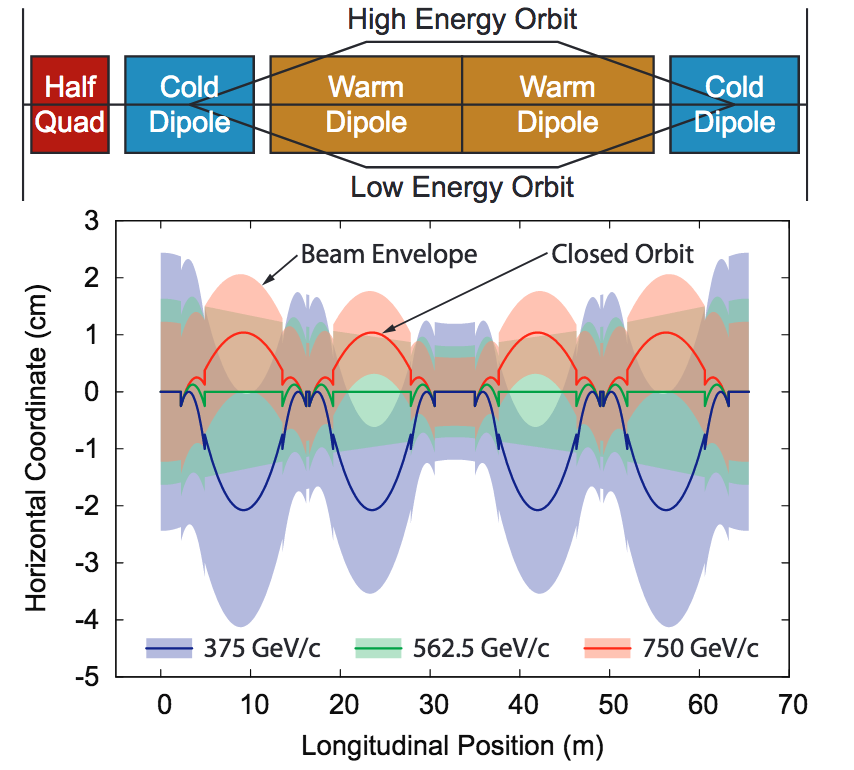 High Energy Orbit
Half
Quad
Cold
Dipole
Warm
Dipole
Warm
Dipole
Cold
Dipole
Low Energy Orbit
3
2
1
0
-1
-2
-3
-4
-5
Horizontal Coordinate (cm)
Beam Envelope
Closed Orbit
375 GeV/c
562.5 GeV/c
750 GeV/c
0 10 20 30 40 50 60 70
Longitudinal Position (m)